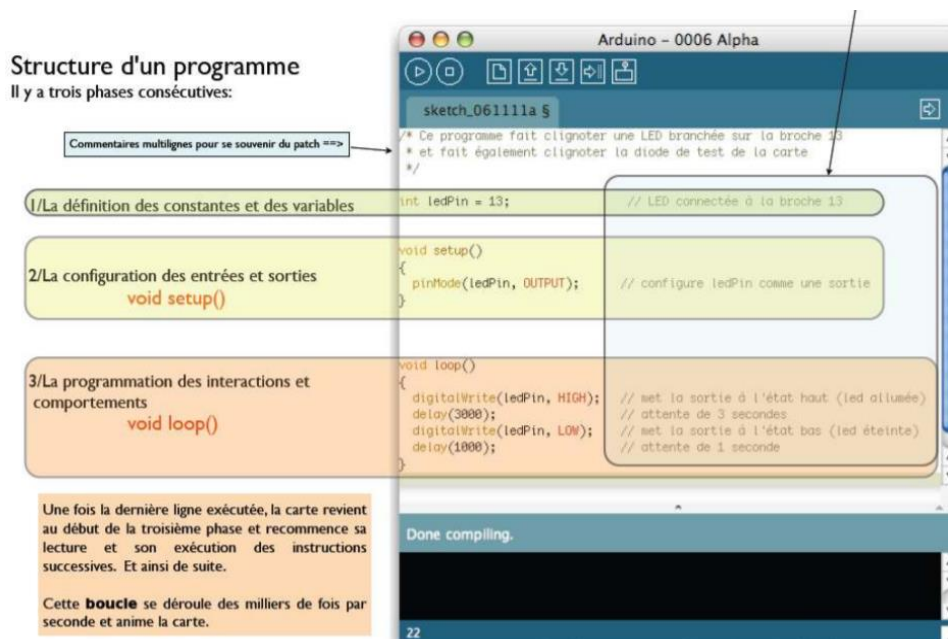 Structure d'un programme
Il y a trois phases consécutives:
Commentaires multilignes pour se souvenir du patch ==>
1/La définition des constantes et des variables
2/La configuration des entrées et sorties
void setup()
3/La programmation des interactions et
comportements
void loop()
Une fois la dernière ligne exécutée, la carte revient
au début de la troisième phase et recommence sa
lecture et son exécution des instructions
successives. Et ainsi de suite.
Cette boucle se déroule des milliers de fois par
seconde et anime la carte.
Arduino – 0006 Alpha
sketch_061111a §
/* Ce programme fait clignoter une LED branchée sur la broche 13
* et fait également clignoter la diode de test de la carte
*/
int ledPin = 13; // LED connectée à la broche 13
void setup()
{
pinMode(ledPin, OUTPUT); // configure ledPin comme une sortie
}
void loop()
{
digitalWrite(ledPin, HIGH); // met la sortie à l'état haut (led allumée)
delay(3000); // attente de 3 secondes
digitalWrite(ledPin, LOW); // met la sortie à l'état bas (led éteinte)
delay(1000); // attente de 1 seconde
}
Done compiling.
22